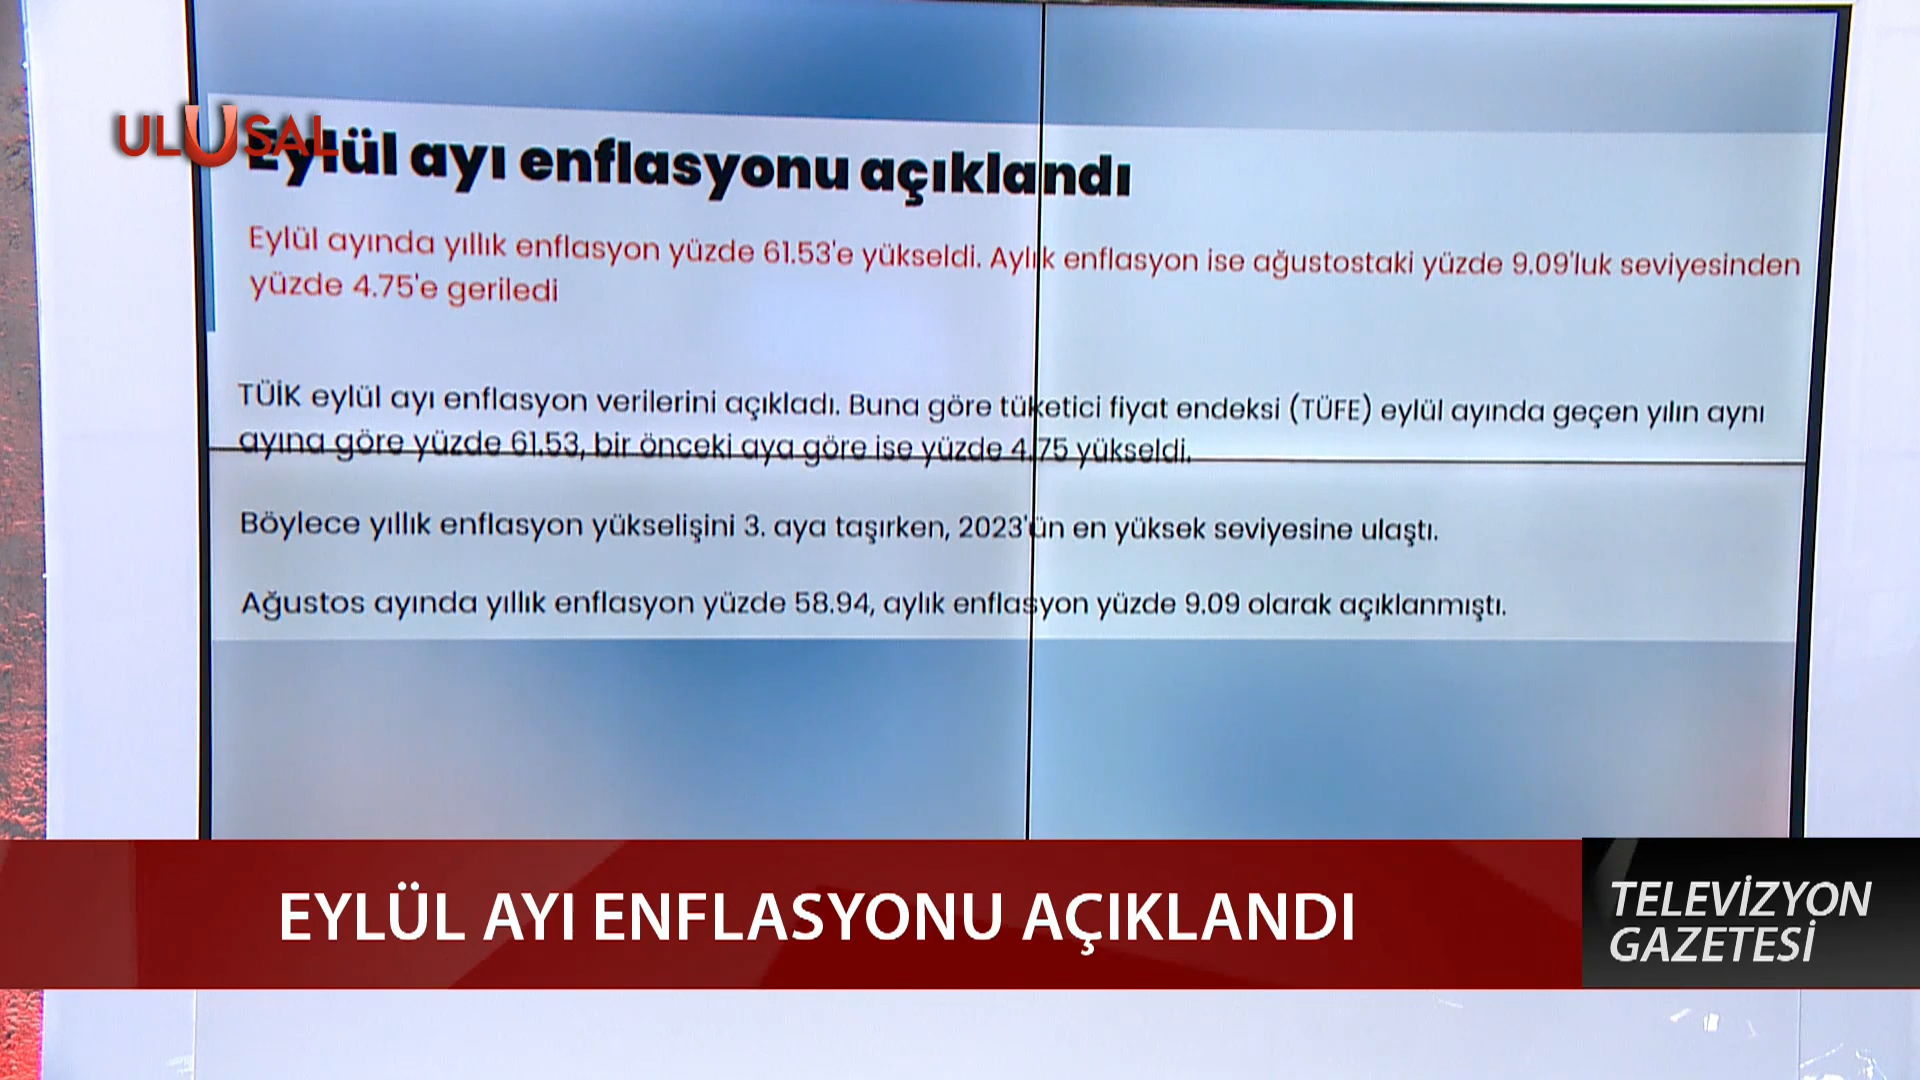 ULUSAL
Eylül ayı enflasyonu açıklandı
Eylül ayında yıllık enflasyon yüzde 61.53'e yükseldi. Aylık enflasyon ise ağustostaki yüzde 9.09'luk seviyesinden
yüzde 4.75'e geriledi
TÜİK eylül ayı enflasyon verilerini açıkladı. Buna göre tüketici fiyat endeksi (TÜFE) eylül ayında geçen yılın aynı
ayına göre yüzde 61.53, bir önceki aya göre ise yüzde 4.75 yükseldi.
Böylece yıllık enflasyon yükselişini 3. aya taşırken, 2023'ün en yüksek seviyesine ulaştı.
Ağustos ayında yıllık enflasyon yüzde 58.94, aylık enflasyon yüzde 9.09 olarak açıklanmıştı.
EYLÜL AYI ENFLASYONU AÇIKLANDI
TELEVİZYON
GAZETESİ